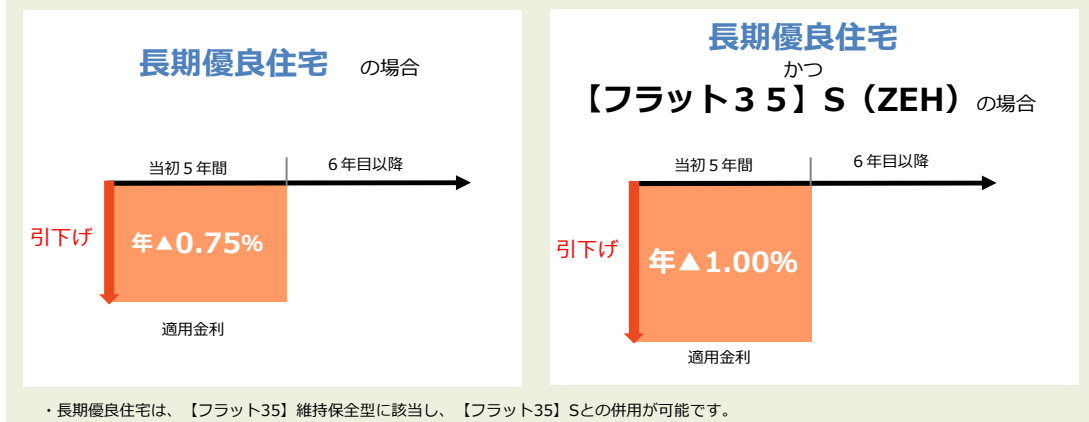 長期優良住宅 の場合
当初５年間
６年目以降
引下げ
年▲0.75%
適用金利
長期優良住宅
かつ
【フラット３５】Ｓ（ZEH）の場合
当初５年間
６年目以降
引下げ
年▲1.00%
適用金利
・長期優良住宅は、【フラット35】維持保全型に該当し、【フラット35】Sとの併用が可能です。